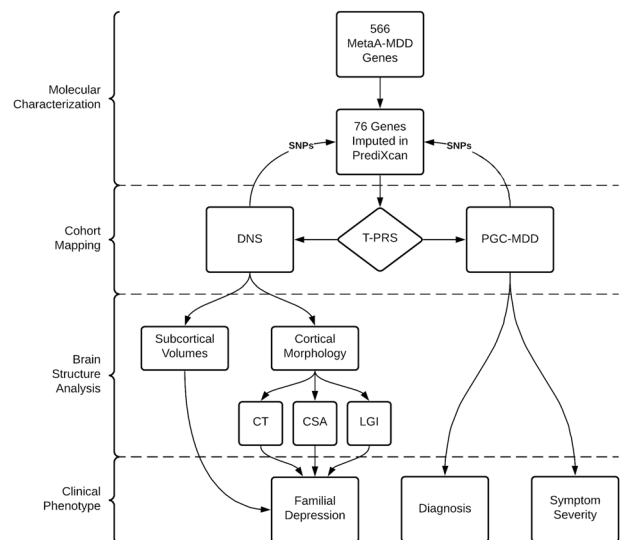 566
MetaA-MDD
Genes
Molecular
Characterization
76 Genes
Imputed in
PrediXcan
SNPs
SNPs
Cohort
Mapping
DNS
T-PRS
PGC-MDD
Brain
Structure
Analysis
Subcortical
Volumes
Cortical
Morphology
CT
CSA
LGI
Clinical
Phenotype
Familial
Depression
Diagnosis
Symptom
Severity